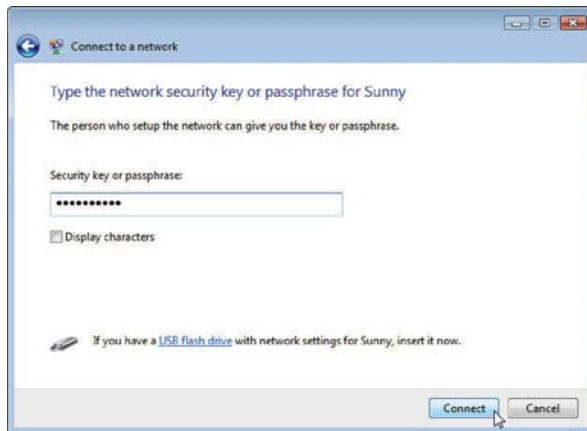 Connect to a network
Type the network security key or passphrase for Sunny
The person who setup the network can give you the key or passphrase.
Security key or passphrase:
••••••••••
Display characters
If you have a USB flash drive with network settings for Sunny, insert it now.
Connect Cancel